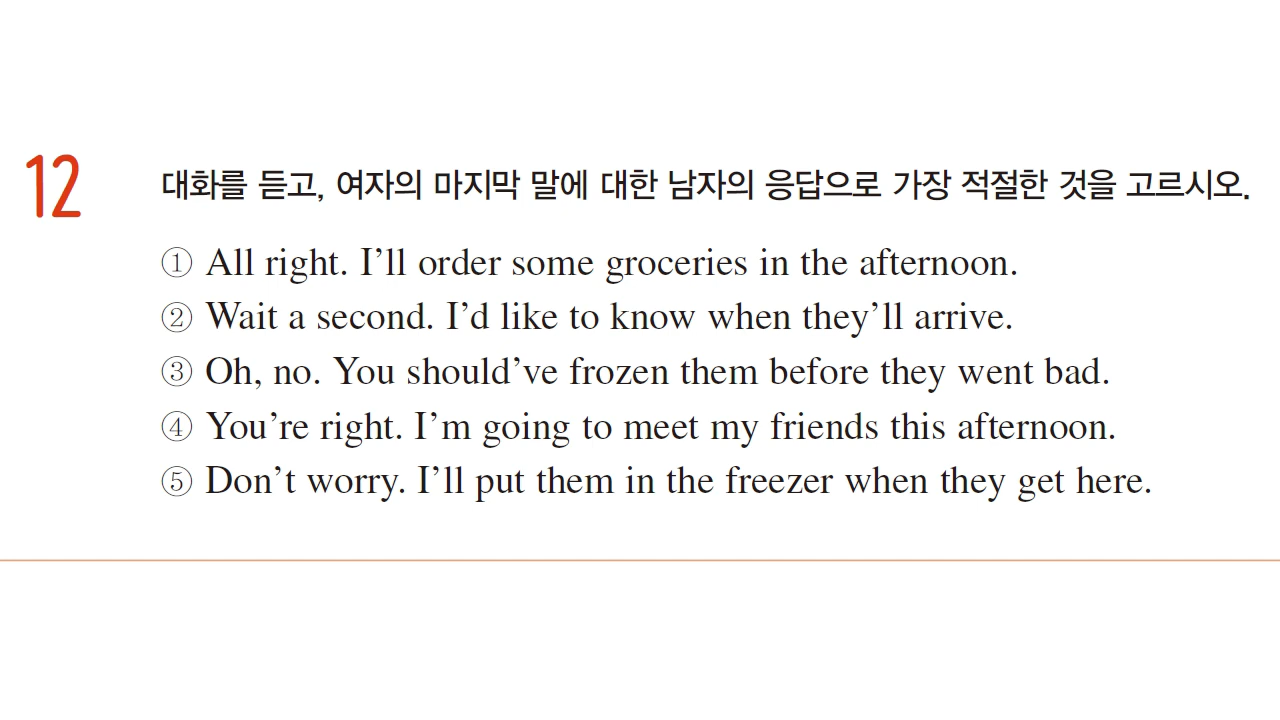 12
대화를 듣고, 여자의 마지막 말에 대한 남자의 응답으로 가장 적절한 것을 고르시오.
① All right. I’ll order some groceries in the afternoon.
② Wait a second. I’d like to know when they’ll arrive.
③ Oh, no. You should’ve frozen them before they went bad.
④ You’re right. I’m going to meet my friends this afternoon.
⑤ Don’t worry. I’ll put them in the freezer when they get here.